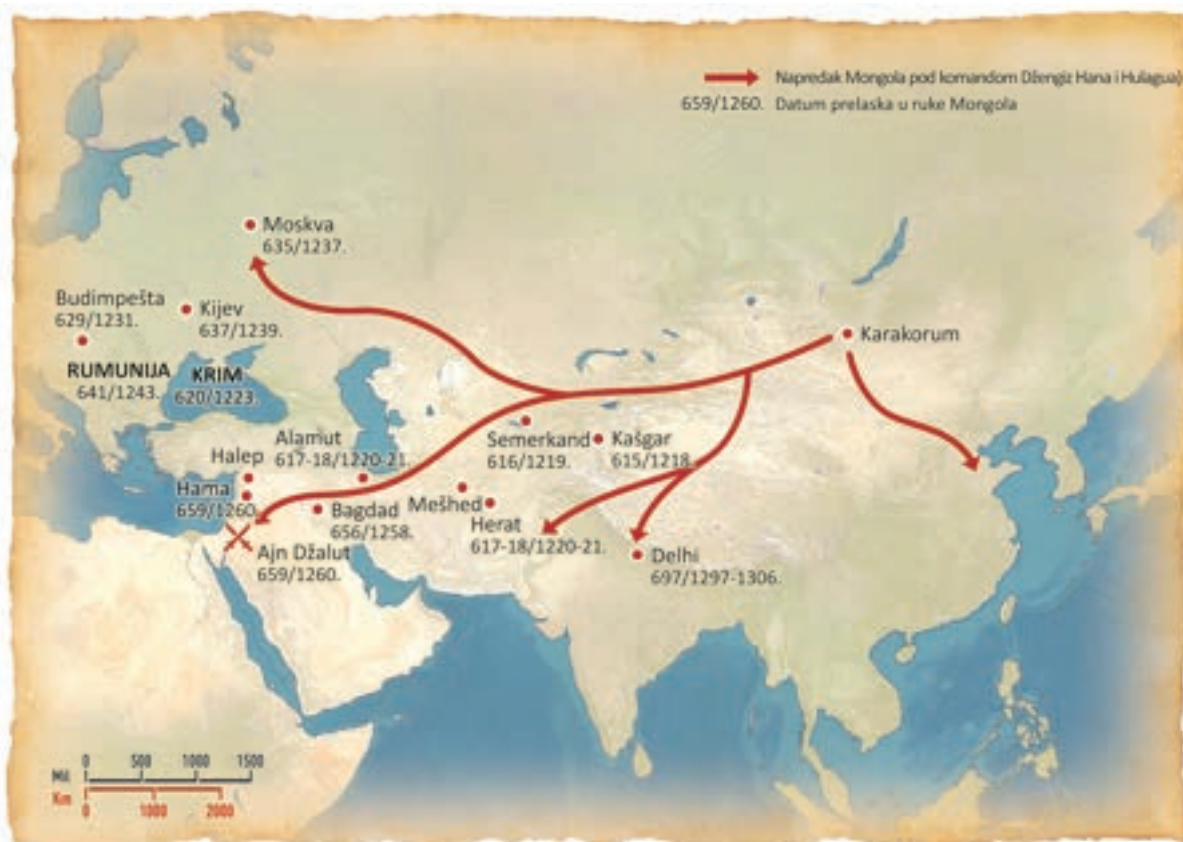 Napredak Mongola pod komandom Džengiz Hana i Hulagua)
659/1260. Datum prelaska u ruke Mongola
Moskva
635/1237.
Budimpešta
629/1231.
Kijev
637/1239.
Karakorum
RUMUNIJA
641/1243.
KRIM
620/1223.
Semerkand
616/1219.
Kašgar
615/1218.
Alamut
617-18/1220-21.
Halep
Hama
659/1260.
Bagdad
656/1258.
Mešhed
Herat
617-18/1220-21.
Ajn Džalut
659/1260.
Delhi
697/1297-1306.
Mil. 0 500 1000 1500
Km 0 1000 2000